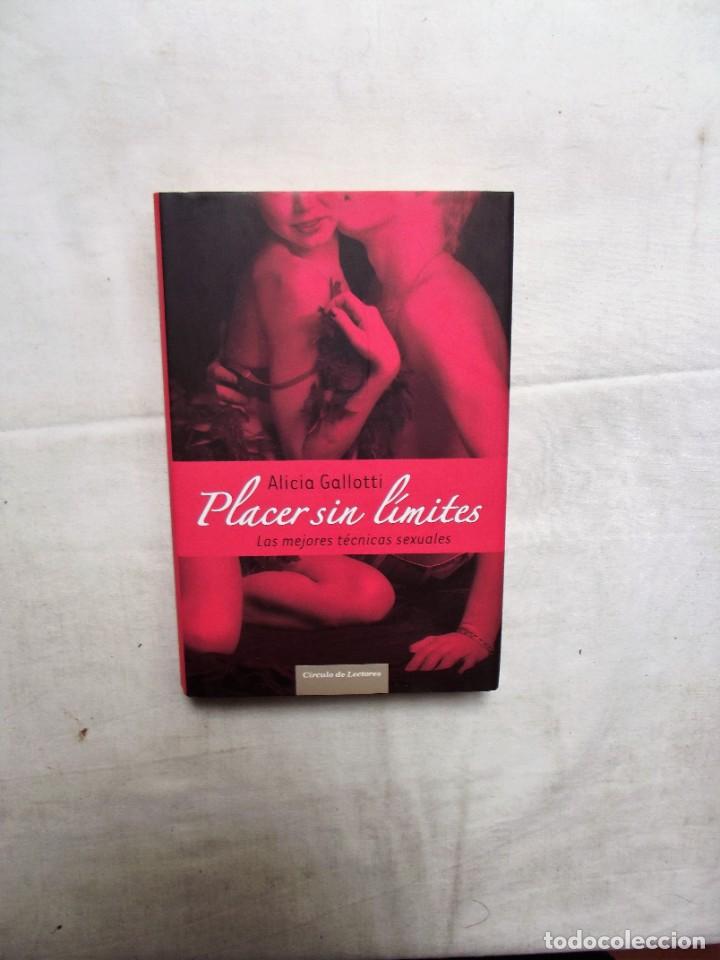 Alicia Gallotti
Placer sin límites
Las mejores técnicas sexuales
Círculo de Lectores
todocoleccion